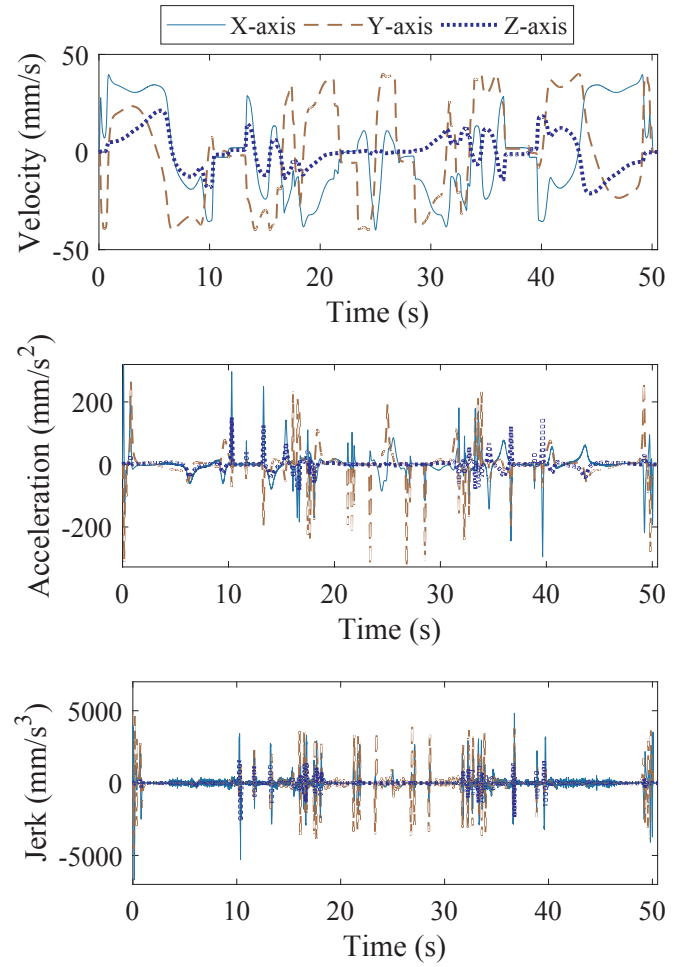 X-axis Y-axis Z-axis
50
0
-50
Velocity (mm/s)
0 10 20 30 40 50
Time (s)
200
0
-200
Acceleration (mm/s²)
0 10 20 30 40 50
Time (s)
5000
0
-5000
Jerk (mm/s³)
0 10 20 30 40 50
Time (s)